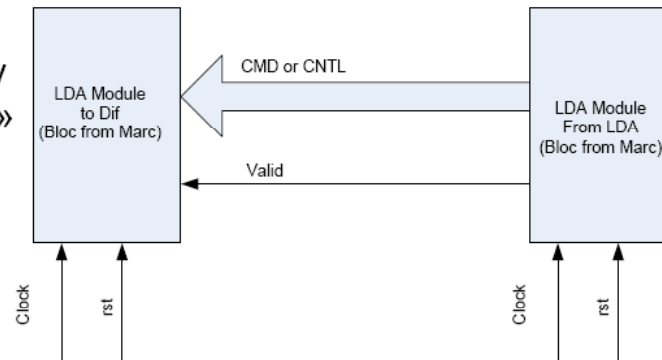 »
LDA Module
to Dif
(Bloc from Marc)
CMD or CNTL
Valid
LDA Module
From LDA
(Bloc from Marc)
Clock
rst
Clock
rst